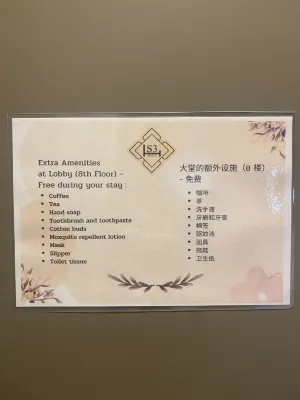 S3
Extra Amenities
at Lobby (8th Floor) –
Free during your stay :
• Coffee
• Tea
• Hand soap
• Toothbrush and toothpaste
• Cotton buds
• Mosquito repellent lotion
• Mask
• Slipper
• Toilet tissue
大堂的额外设施（8 楼）
- 免费
• 咖啡
• 茶
• 洗手液
• 牙刷和牙膏
• 棉签
• 驱蚊液
• 面具
• 拖鞋
• 卫生纸